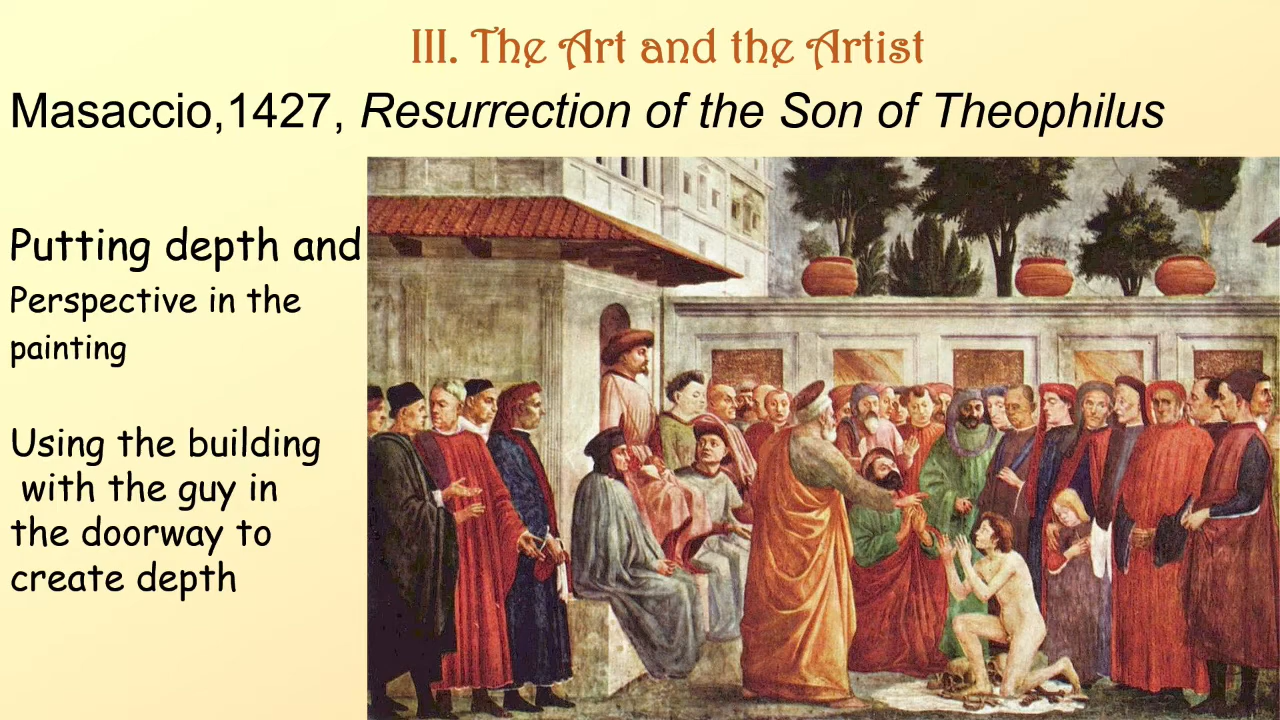 III. The Art and the Artist
Masaccio,1427, Resurrection of the Son of Theophilus
Putting depth and
Perspective in the
painting
Using the building
with the guy in
the doorway to
create depth